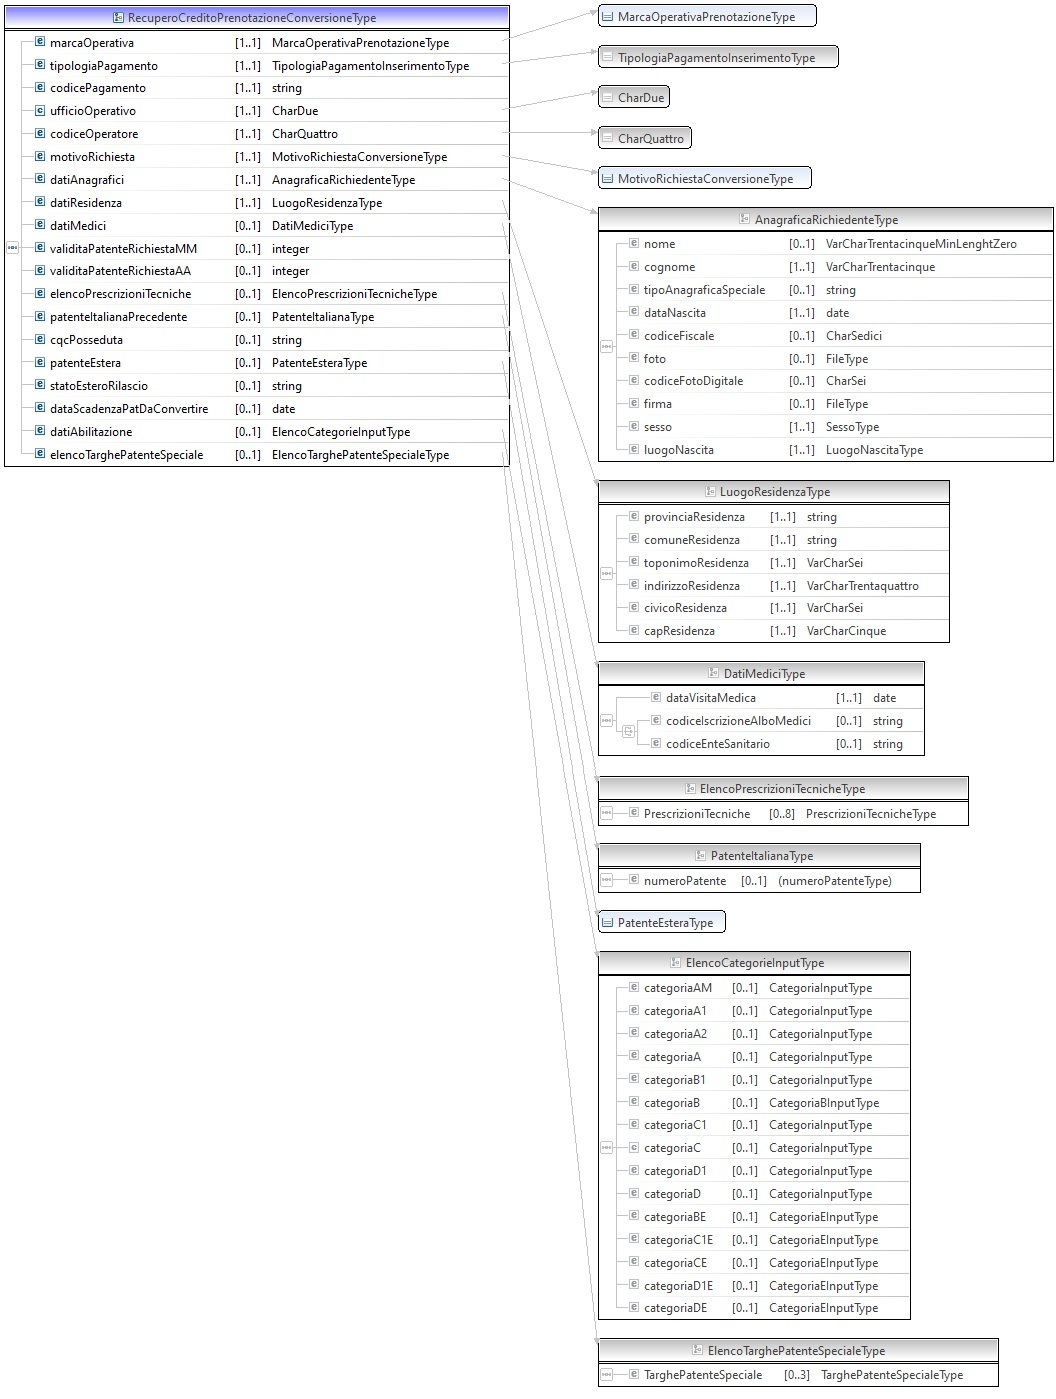 RecuperoCreditoPrenotazioneConversioneType
marcaOperativa [1..1] MarcaOperativaPrenotazioneType
tipologiaPagamento [1..1] TipologiaPagamentoInserimentoType
codicePagamento [1..1] string
ufficioOperativo [1..1] CharDue
codiceOperatore [1..1] CharQuattro
motivoRichiesta [1..1] MotivoRichiestaConversioneType
datiAnagrafici [1..1] AnagraficaRichiedenteType
datiResidenza [1..1] LuogoResidenzaType
datiMedici [0..1] DatiMediciType
validitaPatenteRichiestaMM [0..1] integer
validitaPatenteRichiestaAA [0..1] integer
elencoPrescrizioniTecniche [0..1] ElencoPrescrizioniTecnicheType
patenteItalianaPrecedente [0..1] PatenteItalianaType
cqcPosseduta [0..1] string
patenteEstera [0..1] PatenteEsteraType
statoEsteroRilascio [0..1] string
dataScadenzaPatDaConvertire [0..1] date
datiAbilitazione [0..1] ElencoCategorieInputType
elencoTarghePatenteSpeciale [0..1] ElencoTarghePatenteSpecialeType
MarcaOperativaPrenotazioneType
TipologiaPagamentoInserimentoType
CharDue
CharQuattro
MotivoRichiestaConversioneType
AnagraficaRichiedenteType
nome [0..1] VarCharTrentacinqueMinLenghtZero
cognome [1..1] VarCharTrentacinque
tipoAnagraficaSpeciale [0..1] string
dataNascita [1..1] date
codiceFiscale [0..1] CharSedici
foto [0..1] FileType
codiceFotoDigitale [0..1] CharSei
firma [0..1] FileType
sesso [1..1] SessoType
luogoNascita [1..1] LuogoNascitaType
LuogoResidenzaType
provinciaResidenza [1..1] string
comuneResidenza [1..1] string
toponimoResidenza [1..1] VarCharSei
indirizzoResidenza [1..1] VarCharTrentaquattro
civicoResidenza [1..1] VarCharSei
capResidenza [1..1] VarCharCinque
DatiMediciType
dataVisitaMedica [1..1] date
codiceIscrizioneAlboMedici [0..1] string
codiceEnteSanitario [0..1] string
ElencoPrescrizioniTecnicheType
PrescrizioniTecniche [0..8] PrescrizioniTecnicheType
PatenteItalianaType
numeroPatente [0..1] (numeroPatenteType)
PatenteEsteraType
ElencoCategorieInputType
categoriaAM [0..1] CategoriaInputType
categoriaA1 [0..1] CategoriaInputType
categoriaA2 [0..1] CategoriaInputType
categoriaA [0..1] CategoriaInputType
categoriaB1 [0..1] CategoriaInputType
categoriaB [0..1] CategoriaBInputType
categoriaC1 [0..1] CategoriaInputType
categoriaC [0..1] CategoriaInputType
categoriaD1 [0..1] CategoriaInputType
categoriaD [0..1] CategoriaInputType
categoriaBE [0..1] CategoriaEInputType
categoriaC1E [0..1] CategoriaEInputType
categoriaCE [0..1] CategoriaEInputType
categoriaD1E [0..1] CategoriaEInputType
categoriaDE [0..1] CategoriaEInputType
ElencoTarghePatenteSpecialeType
TarghePatenteSpeciale [0..3] TarghePatenteSpecialeType